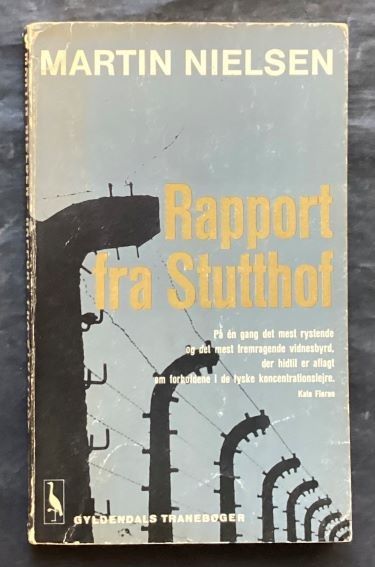 MARTIN NIELSEN
Rapport
fra Stutthof
På én gang det mest rystende
og det mest fremragende vidnesbyrd,
der hidtil er aflagt
om forholdene i de tyske koncentrationslejre.
Kate Fleron
GYLDENDALS TRANEBØGER